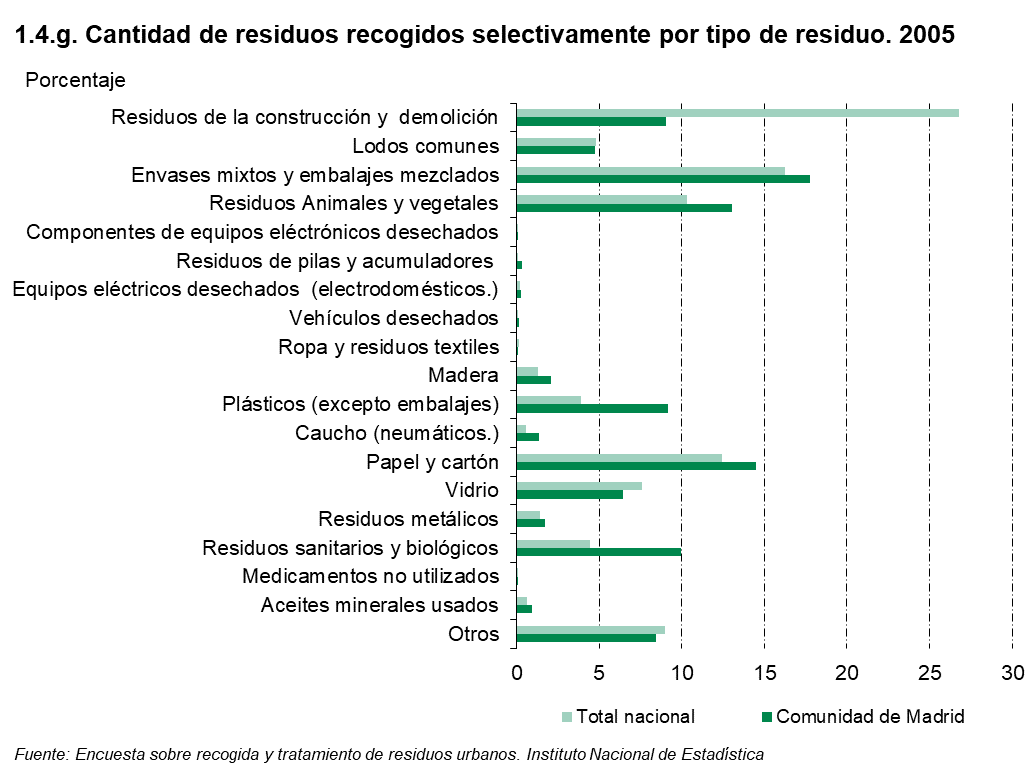 1.4.g. Cantidad de residuos recogidos selectivamente por tipo de residuo. 2005
Porcentaje
Residuos de la construcción y demolición
Lodos comunes
Envases mixtos y embalajes mezclados
Residuos Animales y vegetales
Componentes de equipos eléctrónicos desechados
Residuos de pilas y acumuladores
Equipos eléctricos desechados (electrodomésticos.)
Vehículos desechados
Ropa y residuos textiles
Madera
Plásticos (excepto embalajes)
Caucho (neumáticos.)
Papel y cartón
Vidrio
Residuos metálicos
Residuos sanitarios y biológicos
Medicamentos no utilizados
Aceites minerales usados
Otros
0 5 10 15 20 25 30
Total nacional Comunidad de Madrid
Fuente: Encuesta sobre recogida y tratamiento de residuos urbanos. Instituto Nacional de Estadística